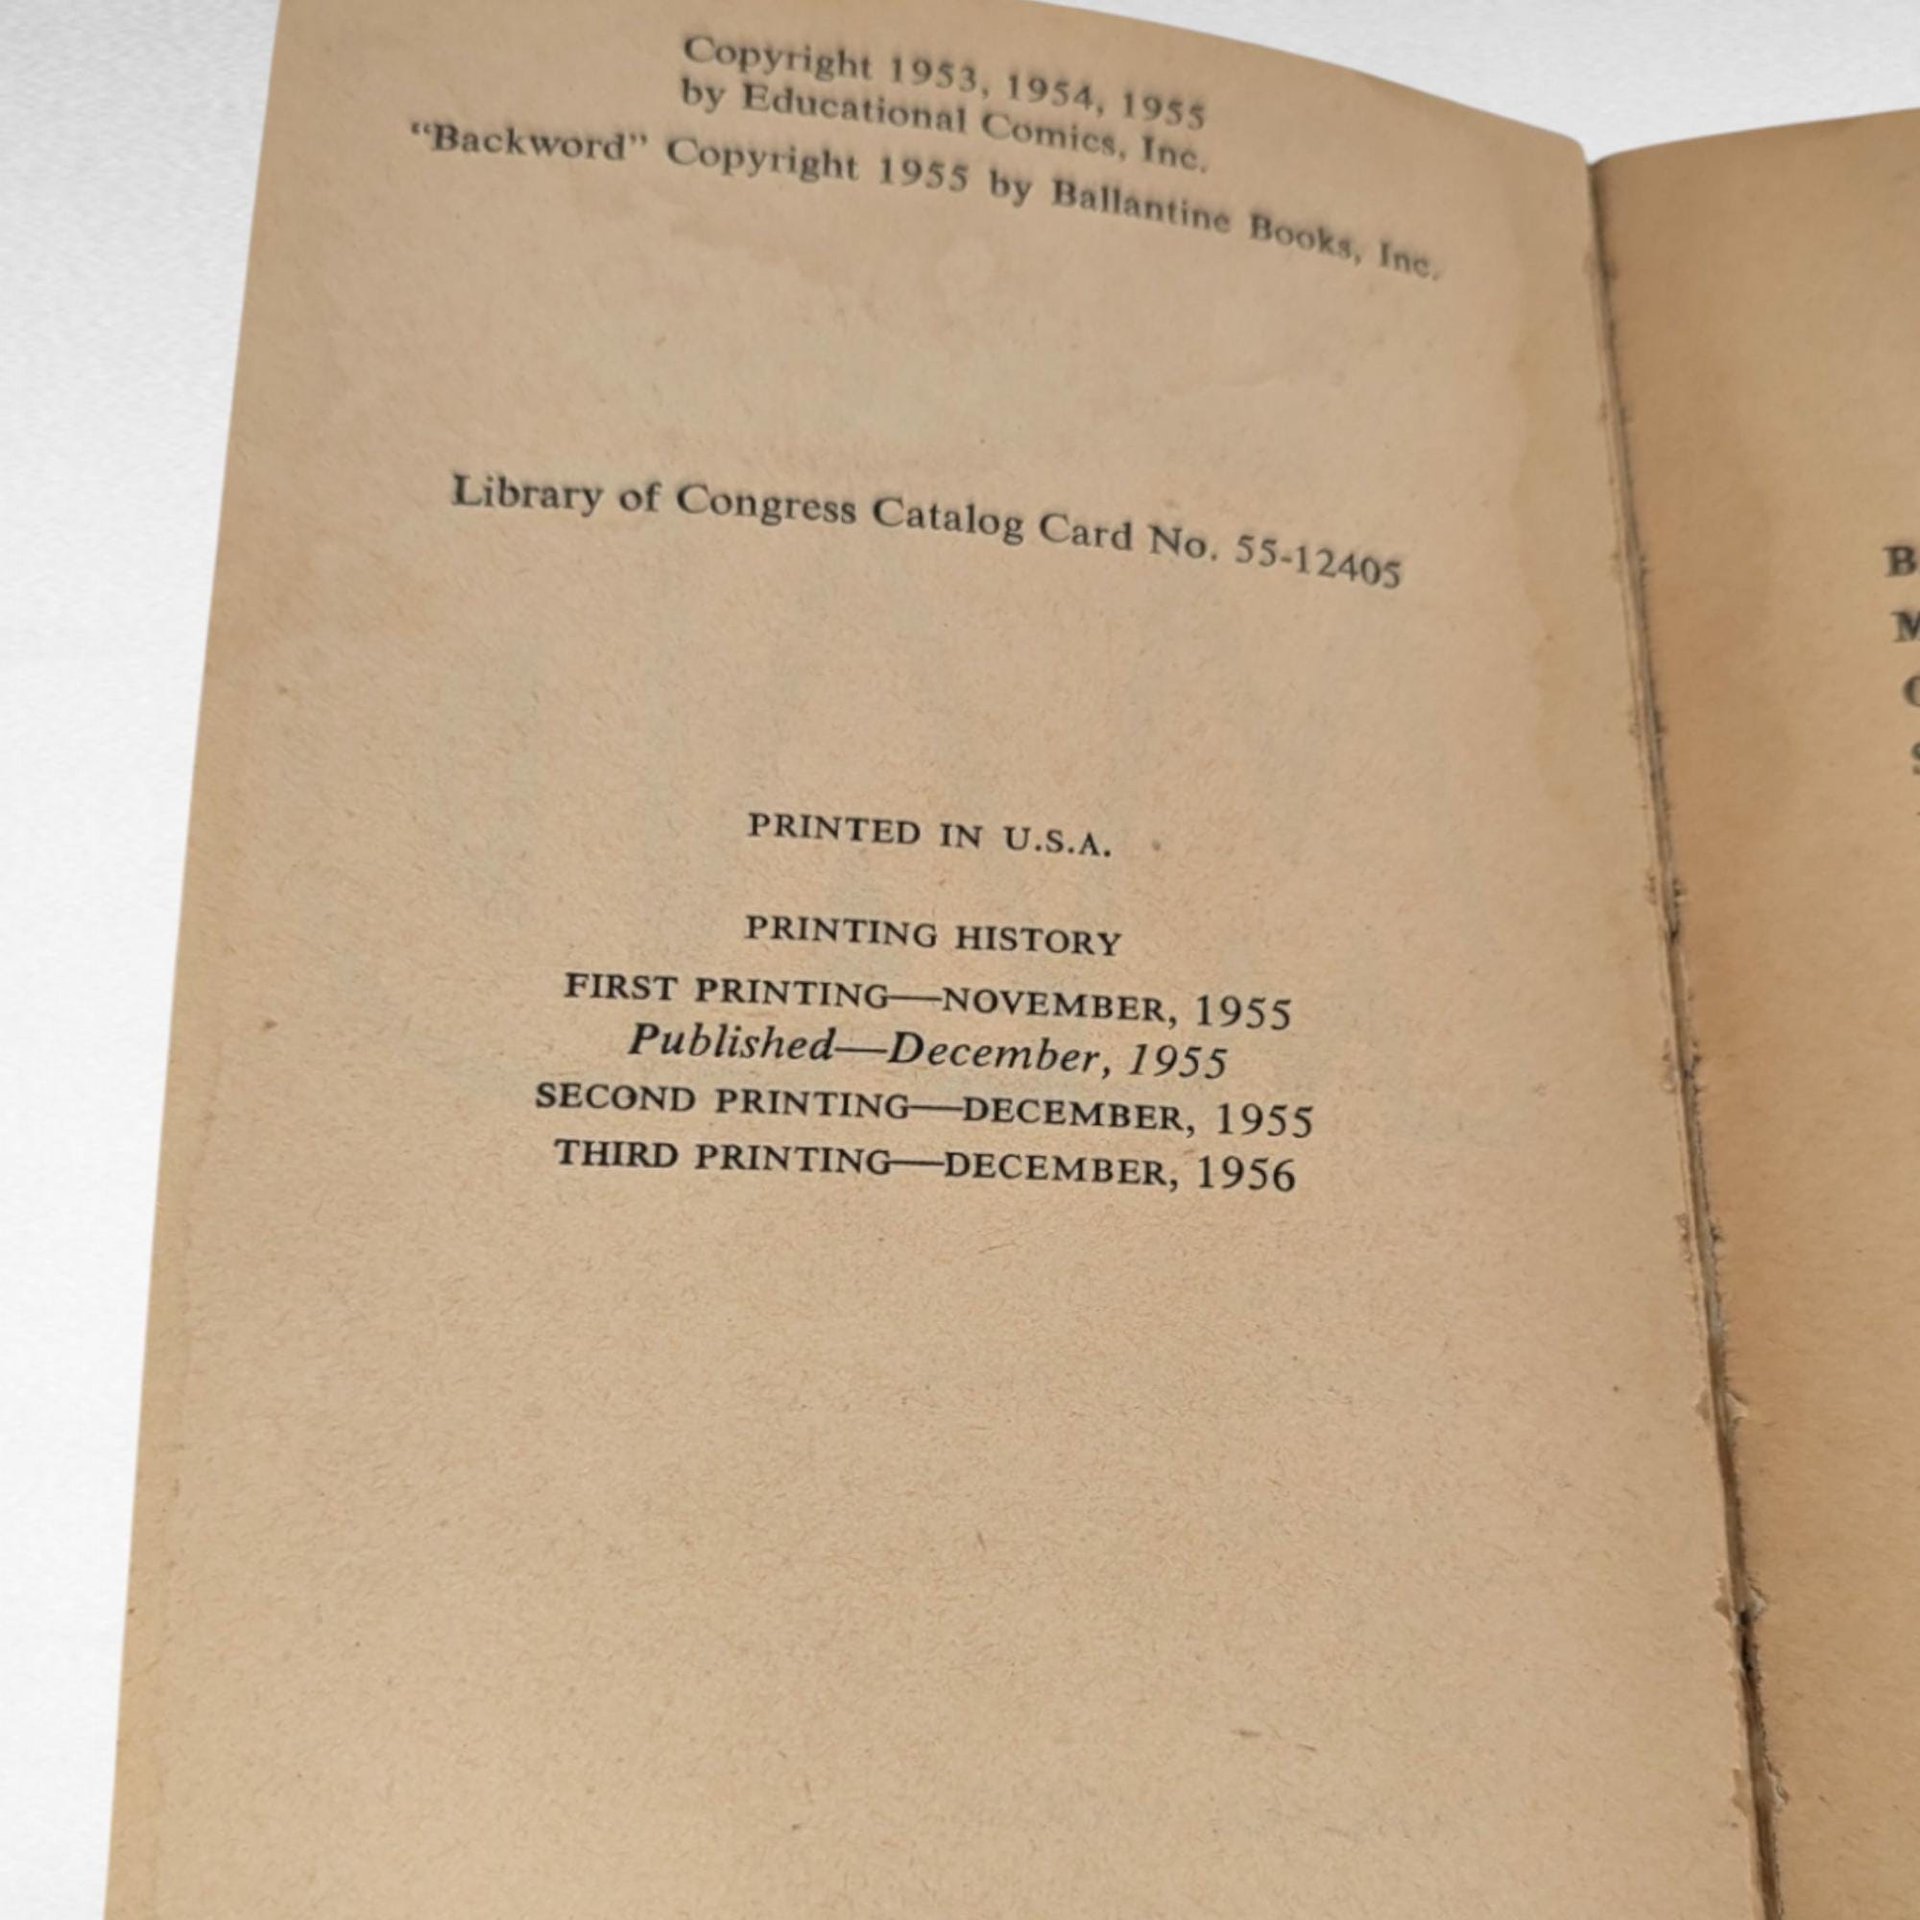 Copyright 1953, 1954, 1955
by Educational Comics, Inc.
“Backword” Copyright 1955 by Ballantine Books, Inc.
Library of Congress Catalog Card No. 55-12405
PRINTED IN U.S.A.
PRINTING HISTORY
FIRST PRINTING—NOVEMBER, 1955
Published—December, 1955
SECOND PRINTING—DECEMBER, 1955
THIRD PRINTING—DECEMBER, 1956